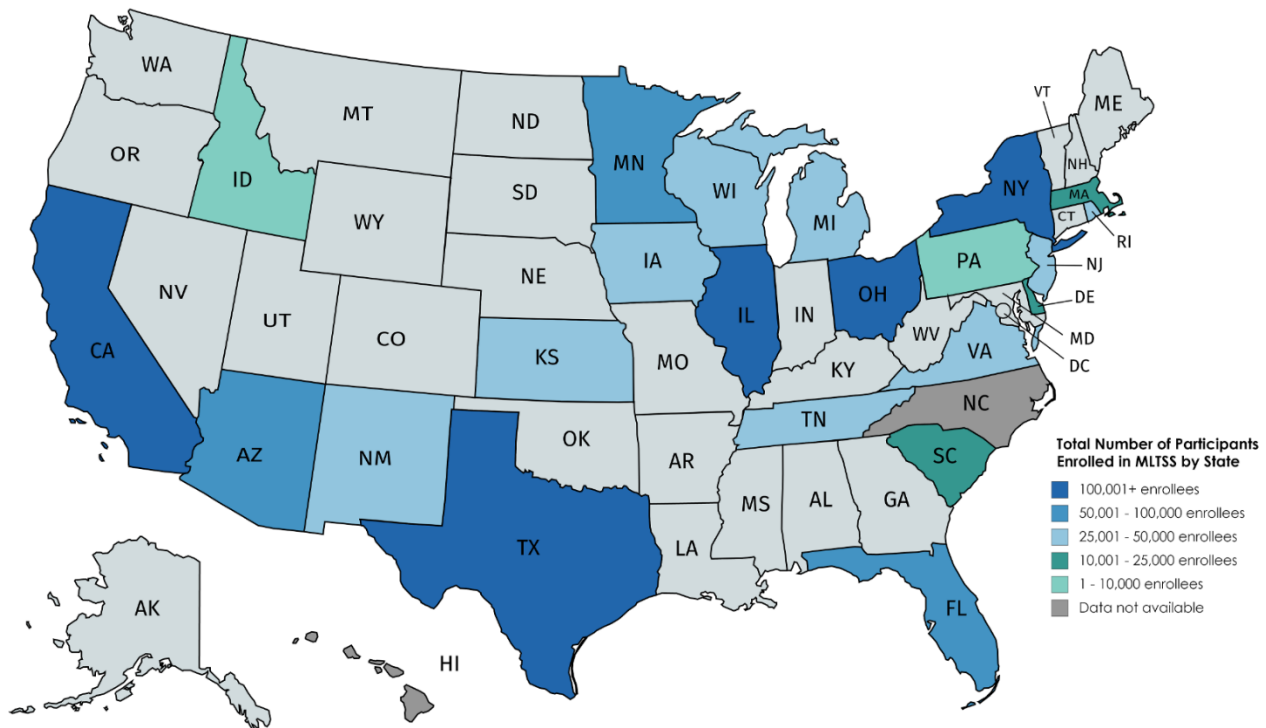 WA
MT
ND
MN
VT
ME
OR
ID
SD
WI
NH
NY
MA
WY
MI
CT
RI
IA
PA
NJ
NE
NV
OH
DE
UT
IL
IN
CA
CO
WV
MD
KS
MO
VA
DC
KY
NC
TN
OK
AZ
NM
AR
SC
MS
AL
GA
TX
LA
AK
FL
HI
Total Number of Participants
Enrolled in MLTSS by State
100,001+ enrollees
50,001 - 100,000 enrollees
25,001 - 50,000 enrollees
10,001 - 25,000 enrollees
1 - 10,000 enrollees
Data not available